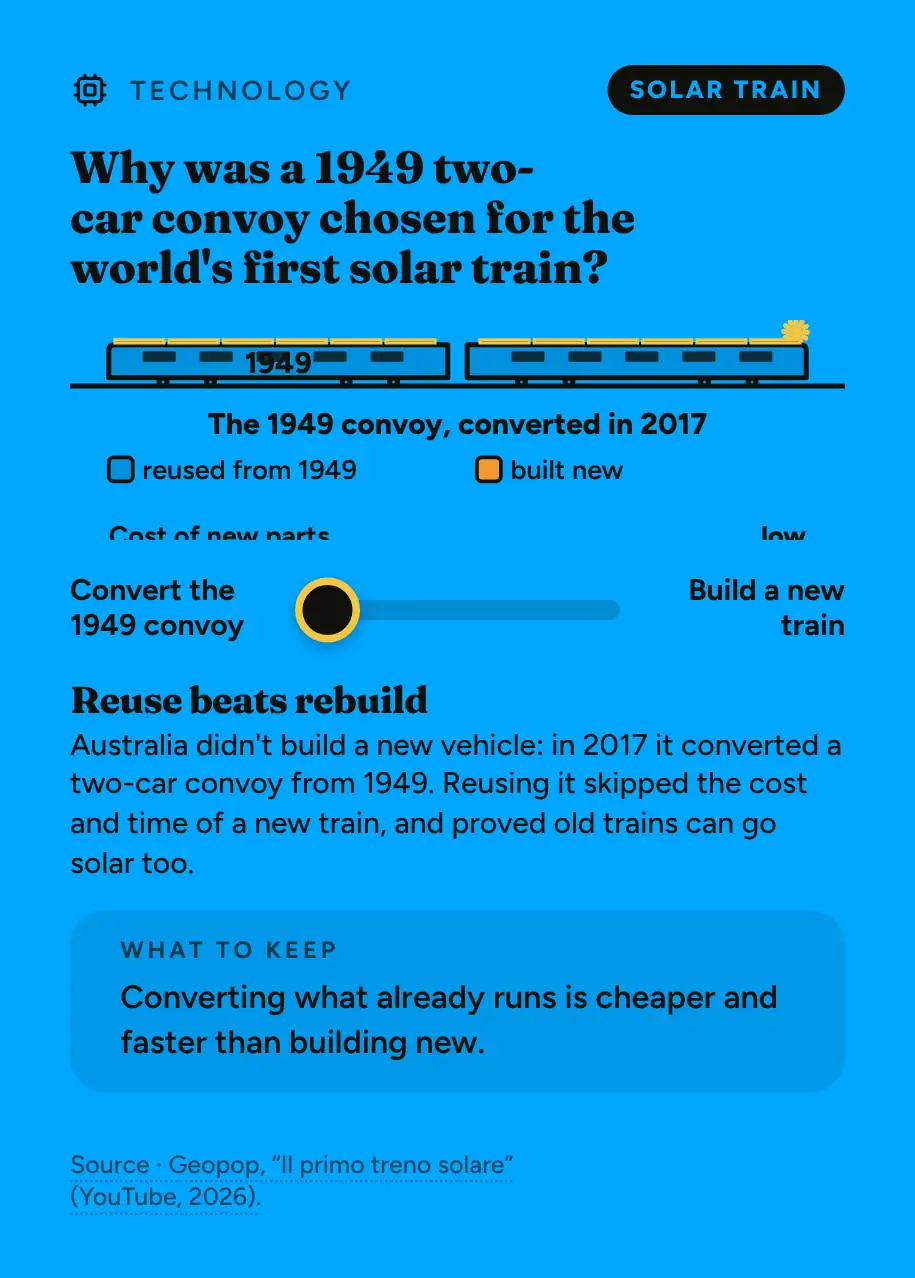 TECHNOLOGY
SOLAR TRAIN
Why was a 1949 two-
car convoy chosen for the
world's first solar train?
1949
The 1949 convoy, converted in 2017
reused from 1949
built new
Cost of new parts
low
Convert the
1949 convoy
Build a new
train
Reuse beats rebuild
Australia didn't build a new vehicle: in 2017 it converted a
two-car convoy from 1949. Reusing it skipped the cost
and time of a new train, and proved old trains can go
solar too.
WHAT TO KEEP
Converting what already runs is cheaper and
faster than building new.
Source · Geopop, “Il primo treno solare”
(YouTube, 2026).